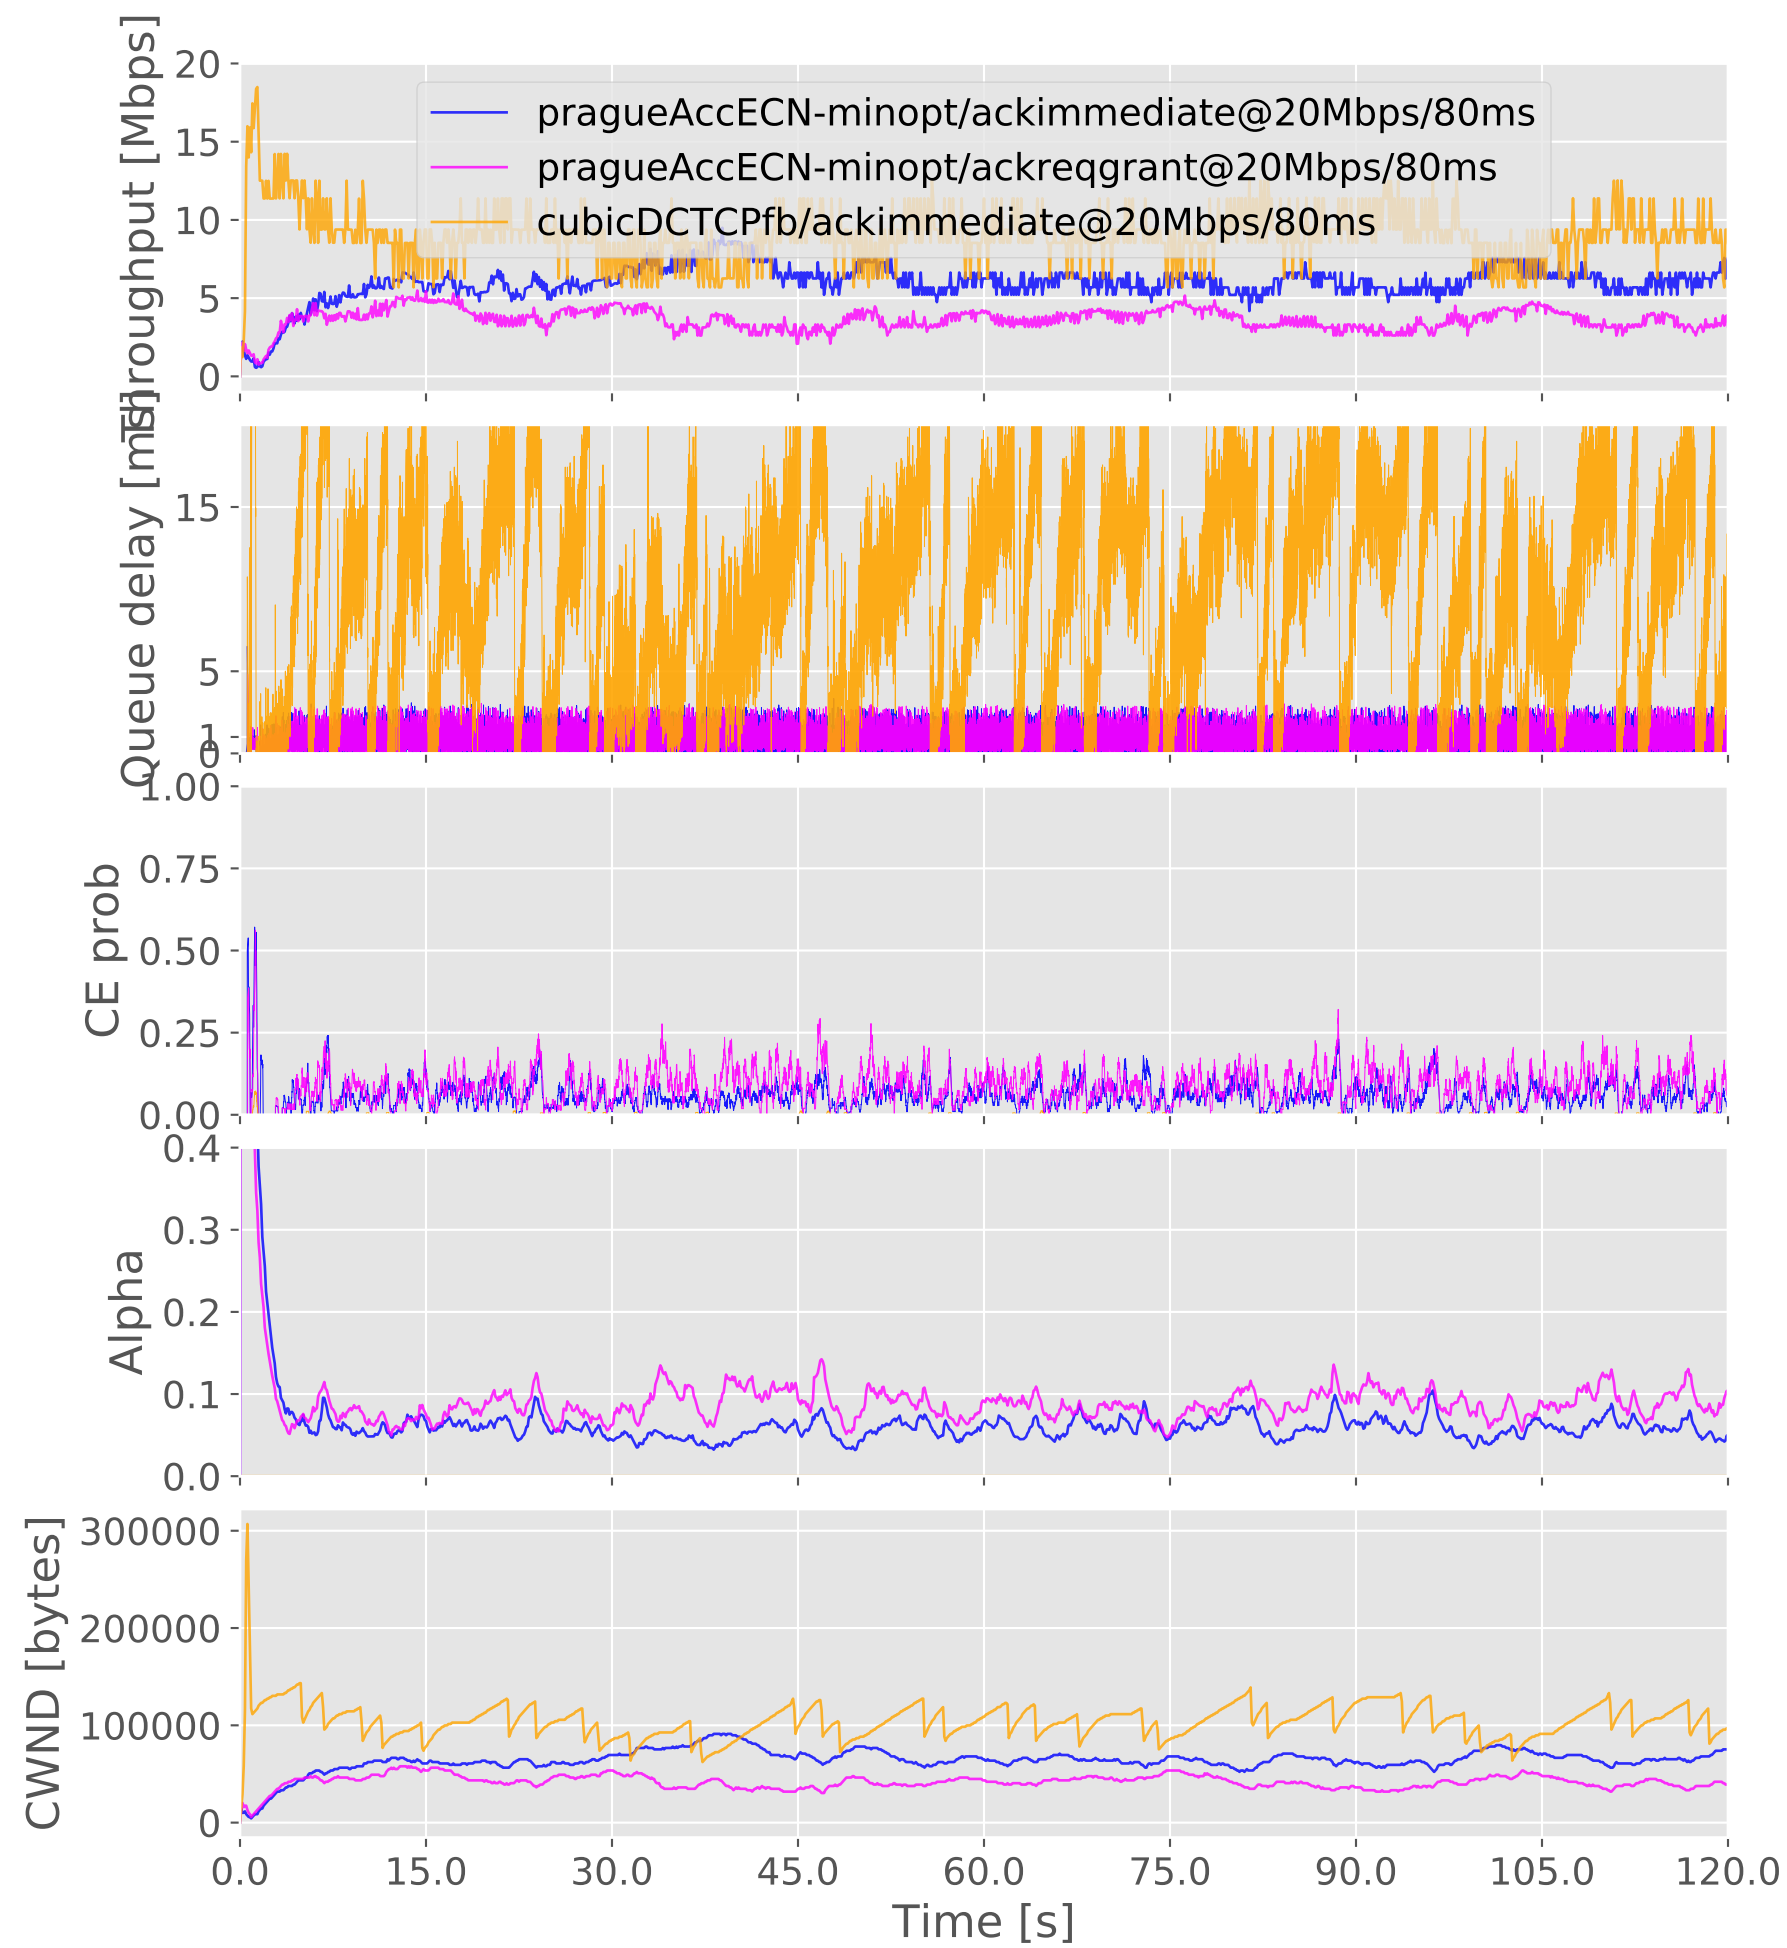 Throughput [Mbps]
20
15
10
5
0
pragueAccECN-minopt/ackimmediate@20Mbps/80ms
pragueAccECN-minopt/ackreqgrant@20Mbps/80ms
cubicDCTCPfb/ackimmediate@20Mbps/80ms
Queue delay [ms]
15
5
1
0
CE prob
1.00
0.75
0.50
0.25
0.00
Alpha
0.4
0.3
0.2
0.1
0.0
CWND [bytes]
300000
200000
100000
0
0.0 15.0 30.0 45.0 60.0 75.0 90.0 105.0 120.0
Time [s]